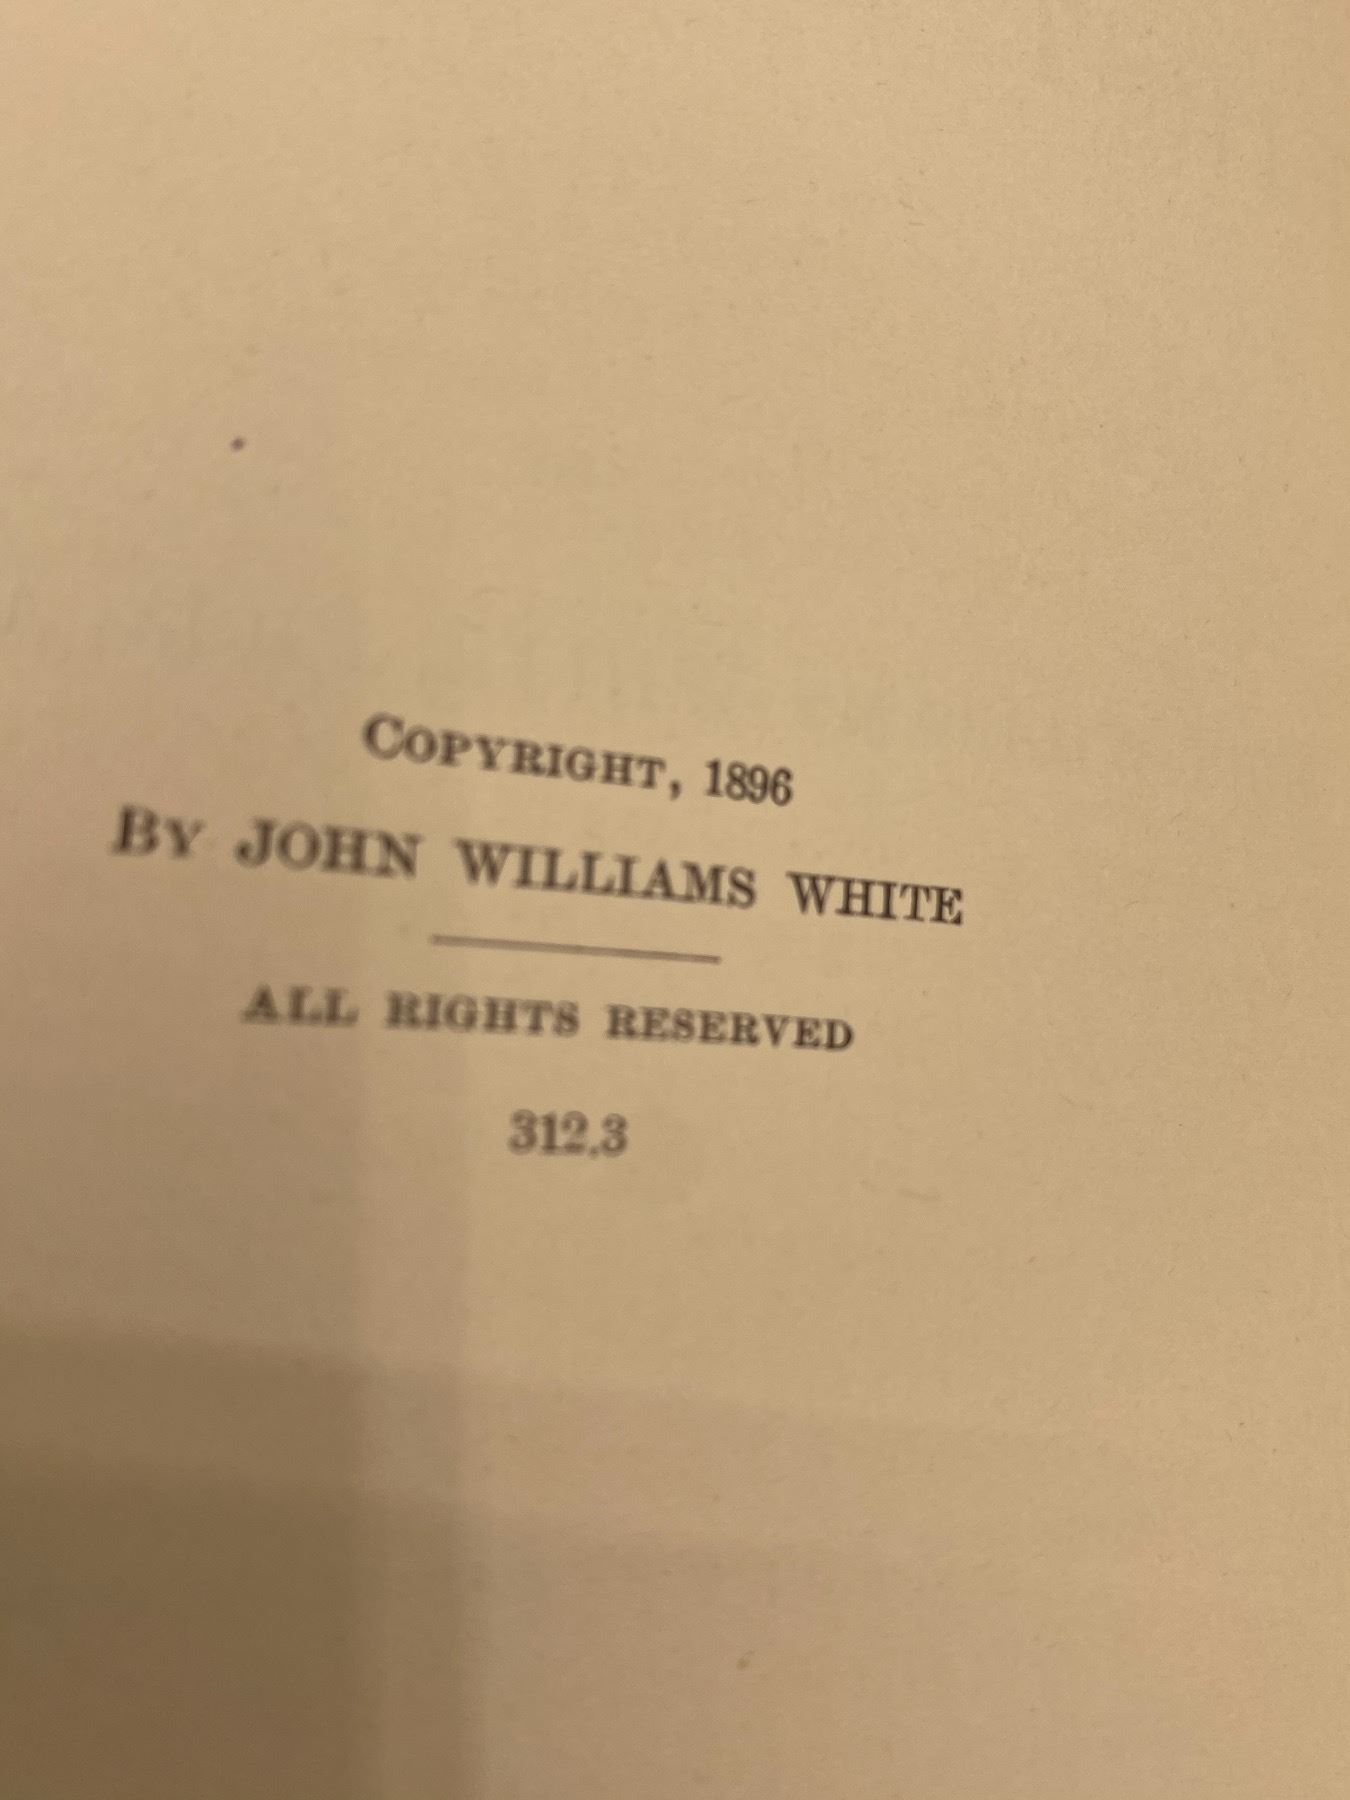 COPYRIGHT, 1896
BY JOHN WILLIAMS WHITE
ALL RIGHTS RESERVED
312.3